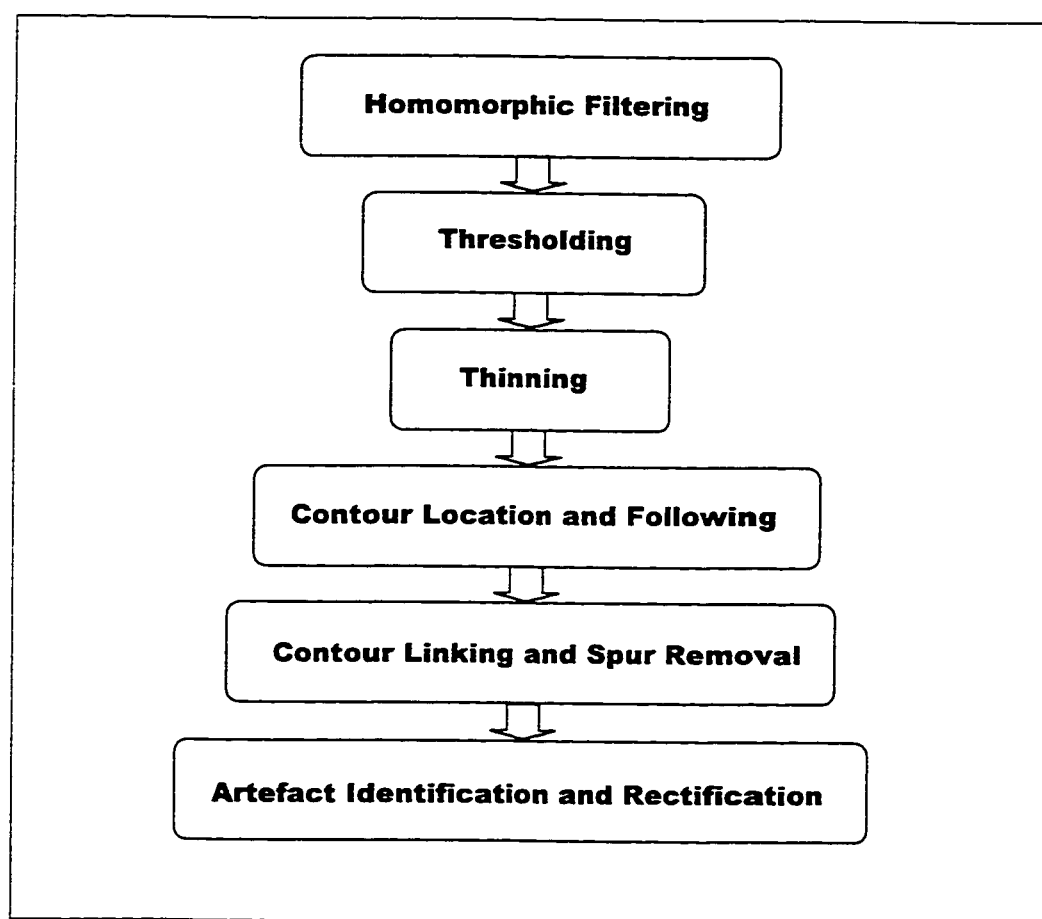 Homomorphic Filtering
Thresholding
Thinning
Contour Location and Following
Contour Linking and Spur Removal
Artefact Identification and Rectification